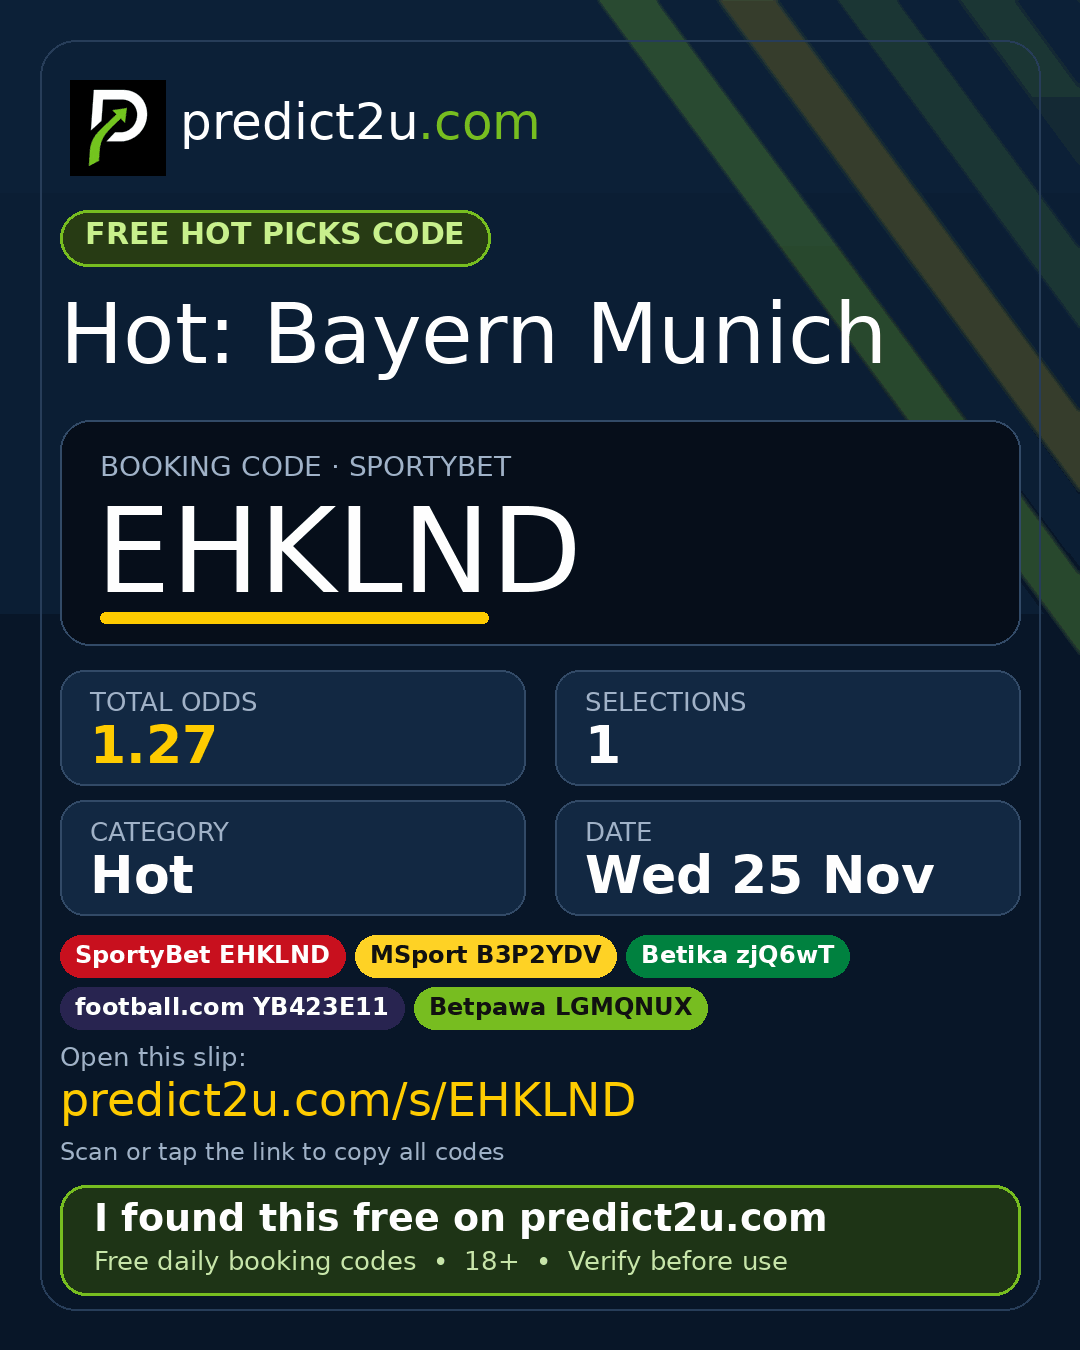 predict2u.com
FREE HOT PICKS CODE
Hot: Bayern Munich
BOOKING CODE · SPORTYBET
EHKLND
TOTAL ODDS
1.27
SELECTIONS
1
CATEGORY
Hot
DATE
Wed 25 Nov
SportyBet EHKLND
MSport B3P2YDV
Betika zjQ6wT
football.com YB423E11
Betpawa LGMQNUX
Open this slip:
predict2u.com/s/EHKLND
Scan or tap the link to copy all codes
I found this free on predict2u.com
Free daily booking codes • 18+ • Verify before use